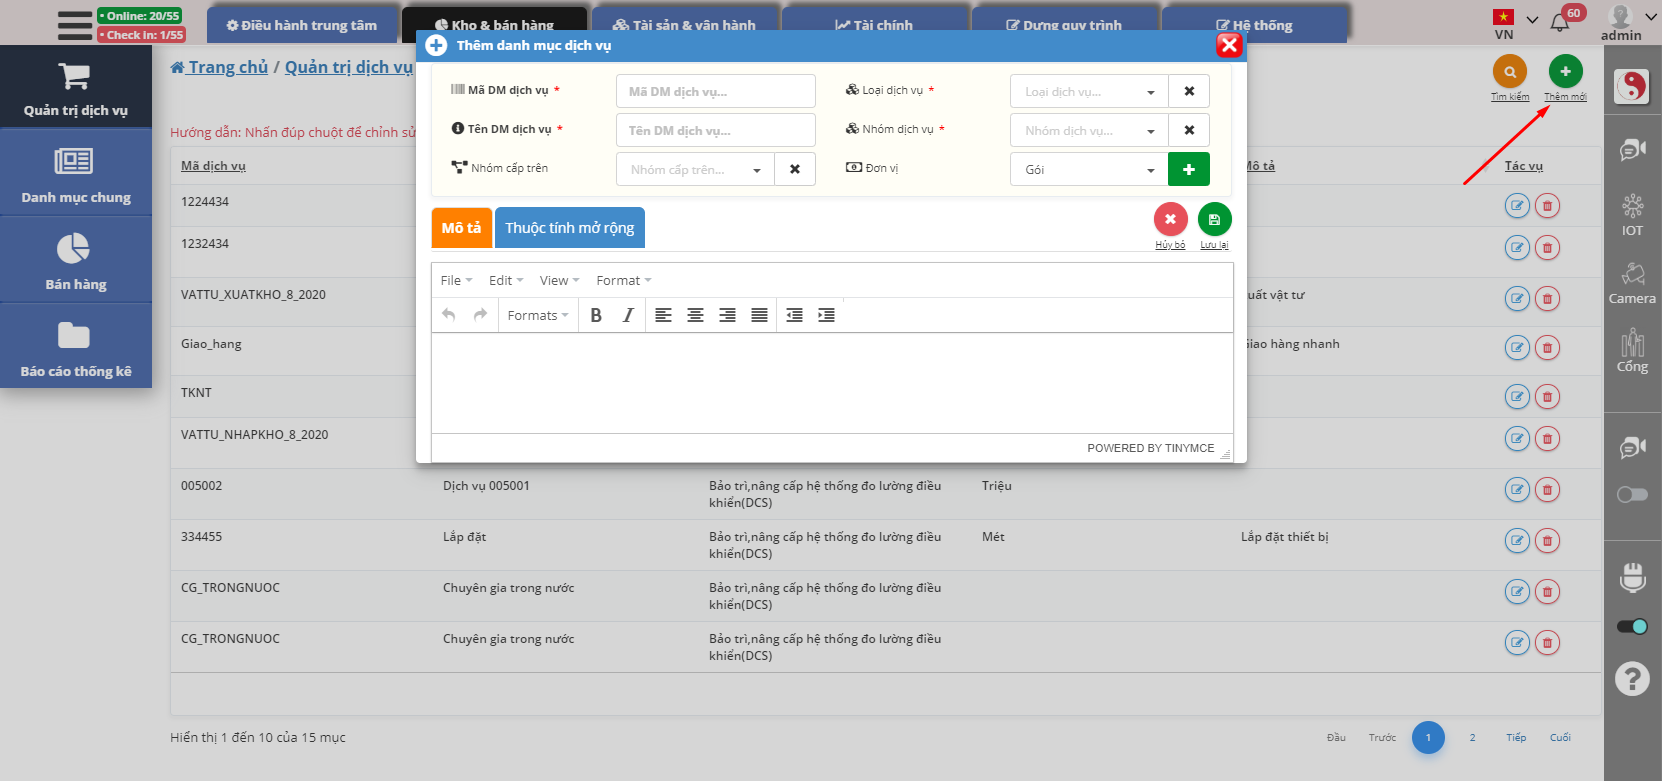 Online: 20/55
Check in: 1/55
Điều hành trung tâm
Kho & bán hàng
Tài sản & vận hành
Tài chính
Dựng quy trình
Hệ thống
VN
60
admin
Quản trị dịch vụ
Danh mục chung
Bán hàng
Báo cáo thống kê
Trang chủ / Quản trị dịch vụ
Tìm kiếm
Thêm mới
Hướng dẫn: Nhấn đúp chuột để chỉnh sử
Thêm danh mục dịch vụ
Mã DM dịch vụ *
Mã DM dịch vụ...
Loại dịch vụ *
Loại dịch vụ...
Tên DM dịch vụ *
Tên DM dịch vụ...
Nhóm dịch vụ *
Nhóm dịch vụ...
Nhóm cấp trên
Nhóm cấp trên...
Đơn vị
Gói
Mô tả
Thuộc tính mở rộng
Hủy bỏ
Lưu lại
File
Edit
View
Format
Formats
B
I
POWERED BY TINYMCE
Mã dịch vụ
Mô tả
Tác vụ
1224434
1232434
VATTU_XUATKHO_8_2020
uất vật tư
Giao_hang
Giao hàng nhanh
TKNT
VATTU_NHAPKHO_8_2020
005002
Dịch vụ 005001
Bảo trì,nâng cấp hệ thống đo lường điều
khiển(DCS)
Triệu
334455
Lắp đặt
Bảo trì,nâng cấp hệ thống đo lường điều
khiển(DCS)
Mét
Lắp đặt thiết bị
CG_TRONGNUOC
Chuyên gia trong nước
Bảo trì,nâng cấp hệ thống đo lường điều
khiển(DCS)
CG_TRONGNUOC
Chuyên gia trong nước
Bảo trì,nâng cấp hệ thống đo lường điều
khiển(DCS)
Hiển thị 1 đến 10 của 15 mục
Đầu
Trước
1
2
Tiếp
Cuối
IOT
Camera
Cổng